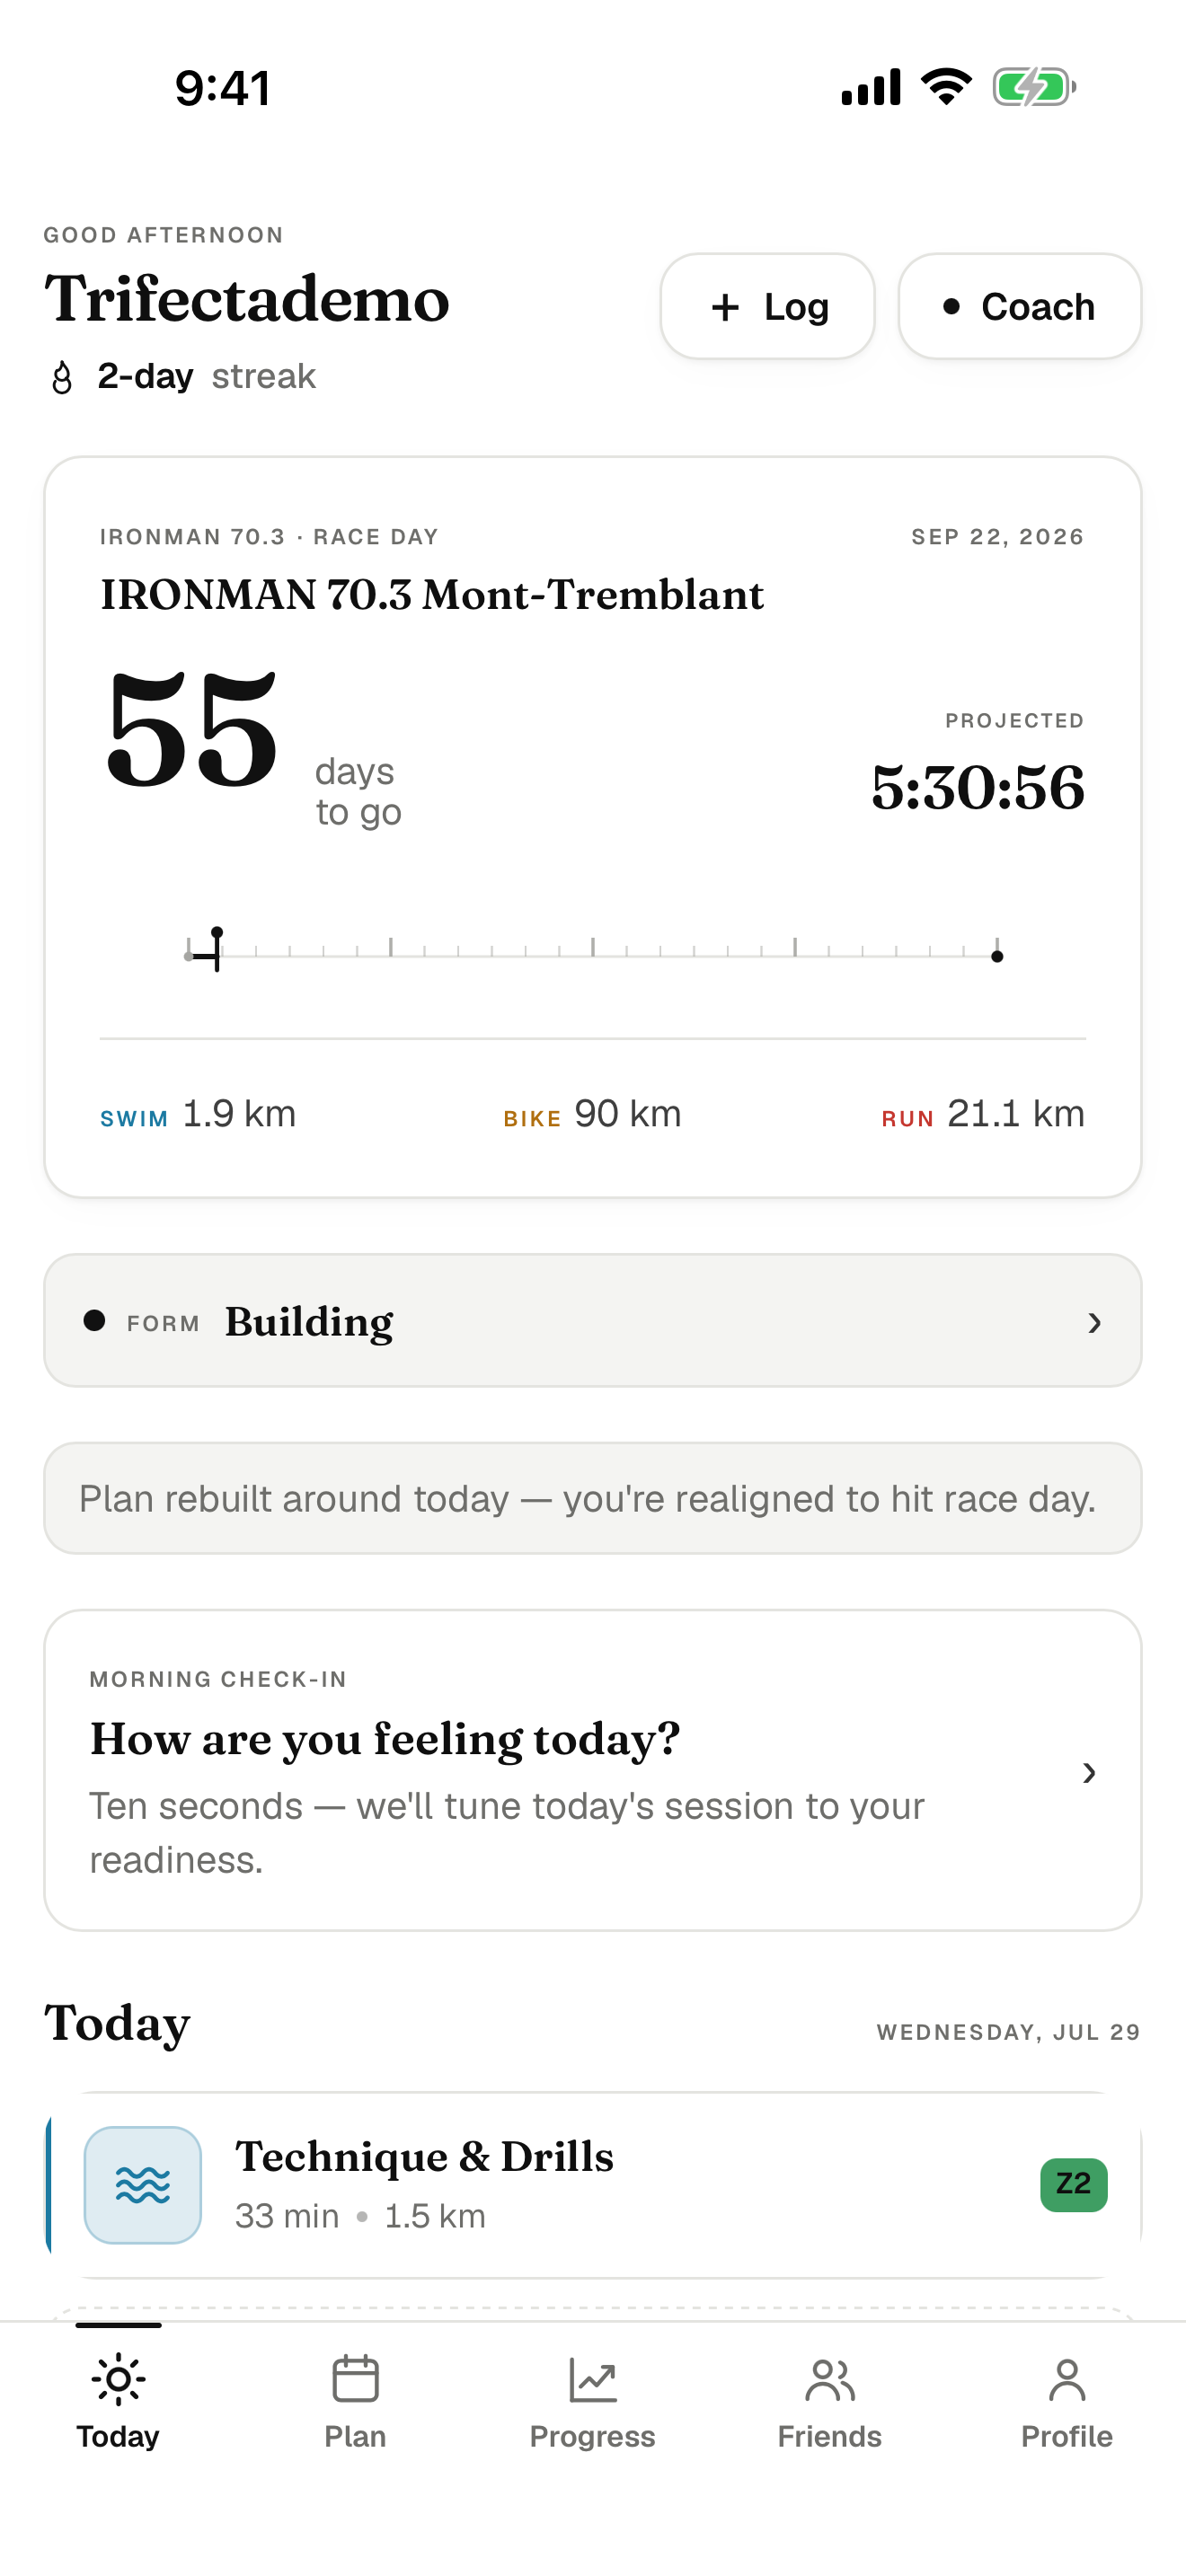 9:41
GOOD AFTERNOON
Trifectademo
+ Log
Coach
2-day streak
IRONMAN 70.3 · RACE DAY
SEP 22, 2026
IRONMAN 70.3 Mont-Tremblant
55
days
to go
PROJECTED
5:30:56
SWIM 1.9 km
BIKE 90 km
RUN 21.1 km
FORM Building
Plan rebuilt around today — you're realigned to hit race day.
MORNING CHECK-IN
How are you feeling today?
Ten seconds — we'll tune today's session to your
readiness.
Today
WEDNESDAY, JUL 29
Technique & Drills
33 min • 1.5 km
Z2
Today
Plan
Progress
Friends
Profile